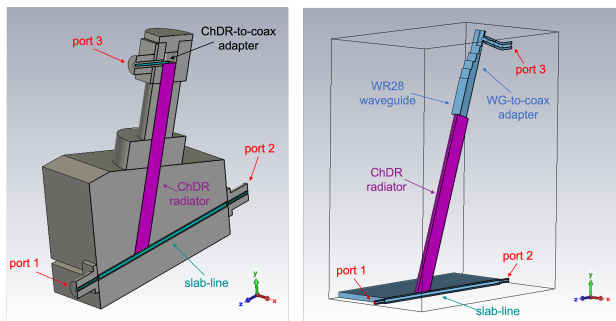 port 3
ChDR-to-coax
adapter
port 2
ChDR
radiator
port 1
slab-line
y
z
x
port 3
WR28
waveguide
WG-to-coax
adapter
ChDR
radiator
port 2
port 1
slab-line
y
z
x